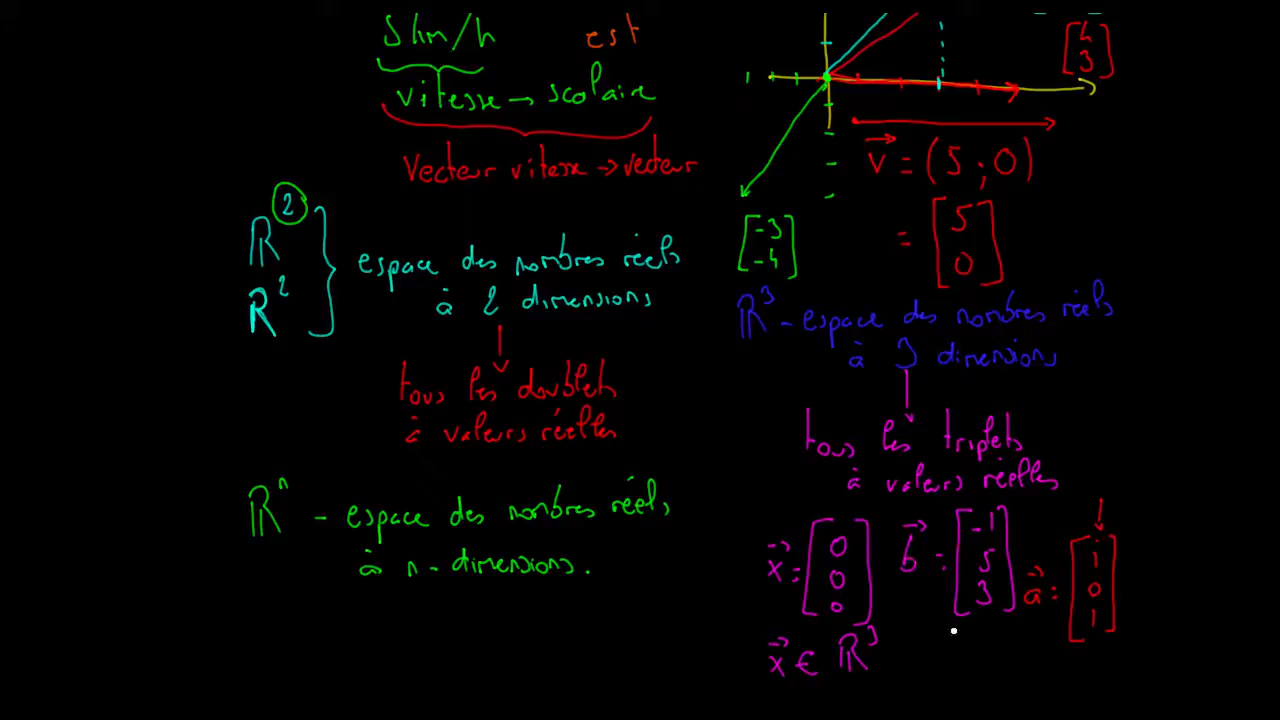 5km/h est
vitesse → scolaire
Vecteur vitesse → vecteur
[4 3]
v = (5 ; 0)
= [5 0]
[-3 -4]
ℝ²
ℝ²
espace des nombres réels
à 2 dimensions
tous les doublets
à valeurs réelles
ℝ³ - espace des nombres réels
à 3 dimensions
tous les triplets
à valeurs réelles
ℝⁿ - espace des nombres réels
à n-dimensions.
x = [0 0 0]
b = [-1 5 3]
a = [i 0 1]
x ∈ ℝ³